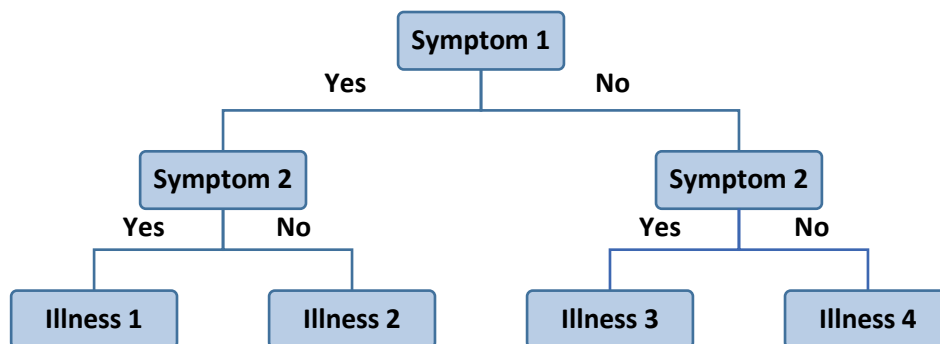 Symptom 1
Yes No
Symptom 2 Symptom 2
Yes No Yes No
Illness 1 Illness 2 Illness 3 Illness 4